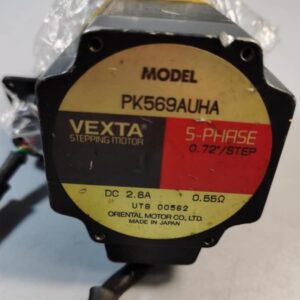 MODEL
PK569AUHA
VEXTA®
STEPPING MOTOR
5-PHASE
0.72°/STEP
DC 2.8A 0.55Ω
UT8 00562
ORIENTAL MOTOR CO., LTD.
MADE IN JAPAN